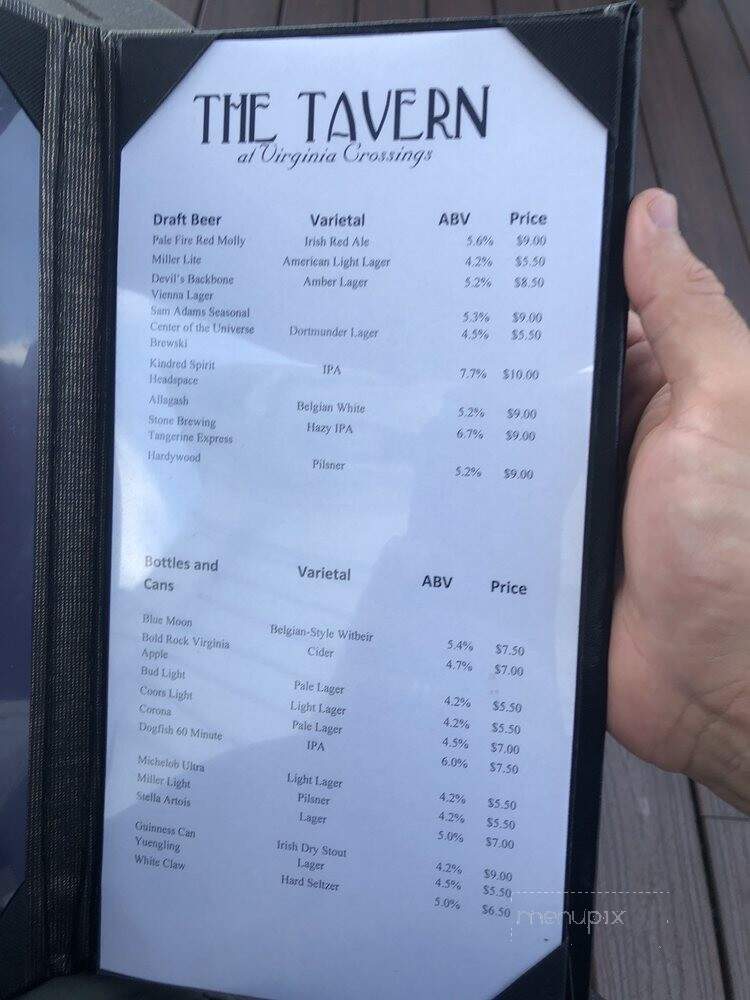 THE TAVERN
at Virginia Crossings
Draft Beer Varietal ABV Price
Pale Fire Red Molly Irish Red Ale 5.6% $9.00
Miller Lite American Light Lager 4.2% $5.50
Devil's Backbone Amber Lager 5.2% $8.50
Vienna Lager
Sam Adams Seasonal 5.3% $9.00
Center of the Universe Dortmunder Lager 4.5% $5.50
Brewski
Kindred Spirit IPA 7.7% $10.00
Headspace
Allagash Belgian White 5.2% $9.00
Stone Brewing Hazy IPA 6.7% $9.00
Tangerine Express
Hardywood Pilsner 5.2% $9.00
Bottles and Varietal ABV Price
Cans
Blue Moon Belgian-Style Witbeir 5.4% $7.50
Bold Rock Virginia Cider 4.7% $7.00
Apple
Bud Light Pale Lager 4.2% $5.50
Coors Light Light Lager 4.2% $5.50
Corona Pale Lager 4.5% $7.00
Dogfish 60 Minute IPA 6.0% $7.50
Michelob Ultra Light Lager 4.2% $5.50
Miller Light Pilsner 4.2% $5.50
Stella Artois Lager 5.0% $7.00
Guinness Can Irish Dry Stout 4.2% $9.00
Yuengling Lager 4.5% $5.50
White Claw Hard Seltzer 5.0% $6.50
menupix